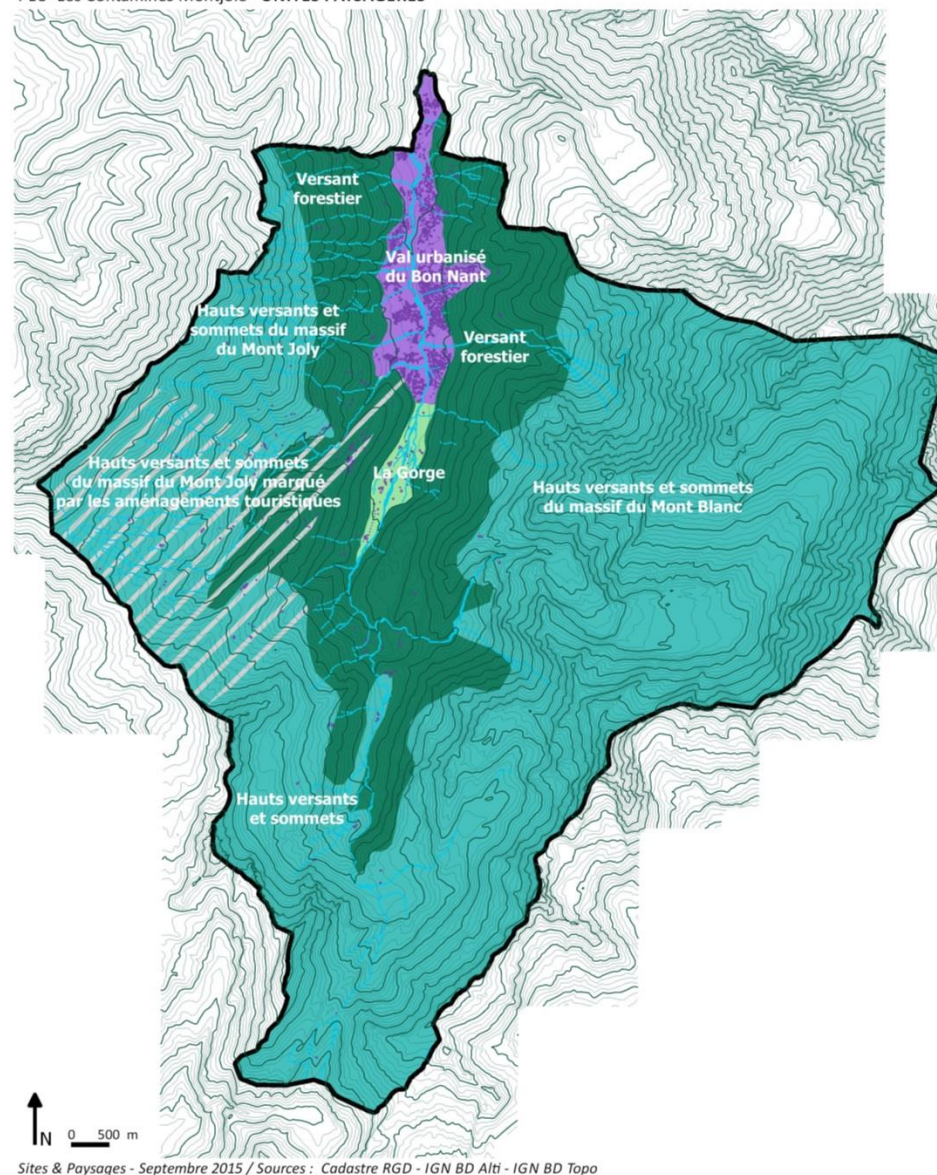 Versant
forestier
Val urbanisé
du Bon Nant
Hauts versants et
sommets du massif
du Mont Joly
Versant
forestier
Hauts versants et sommets
du massif du Mont Joly marqué
par les aménagements touristiques
La Gorge
Hauts versants et sommets
du massif du Mont Blanc
Hauts versants
et sommets
N 0 500 m
Sites & Paysages - Septembre 2015 / Sources : Cadastre RGD - IGN BD Alti - IGN BD Topo